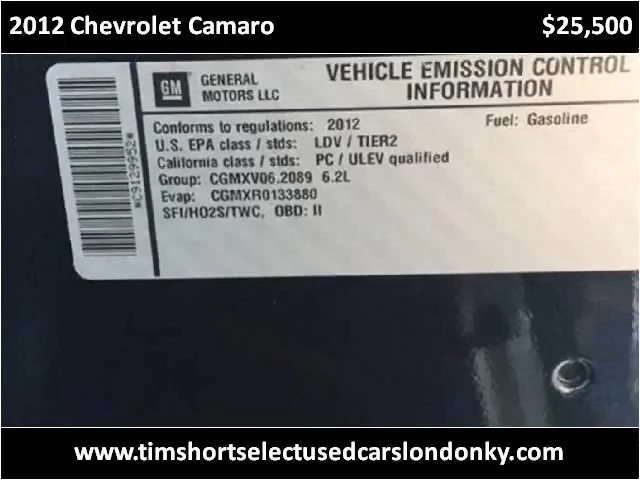 2012 Chevrolet Camaro $25,500
GM GENERAL MOTORS LLC
VEHICLE EMISSION CONTROL
INFORMATION
Conforms to regulations: 2012 Fuel: Gasoline
U.S. EPA class / stds: LDV / TIER2
California class / stds: PC / ULEV qualified
Group: CGMXV06.2089 6.2L
Evap: CGMXR0133880
SFI/HO2S/TWC, OBD: II
*C9129952*
www.timshortselectusedcarslondonky.com